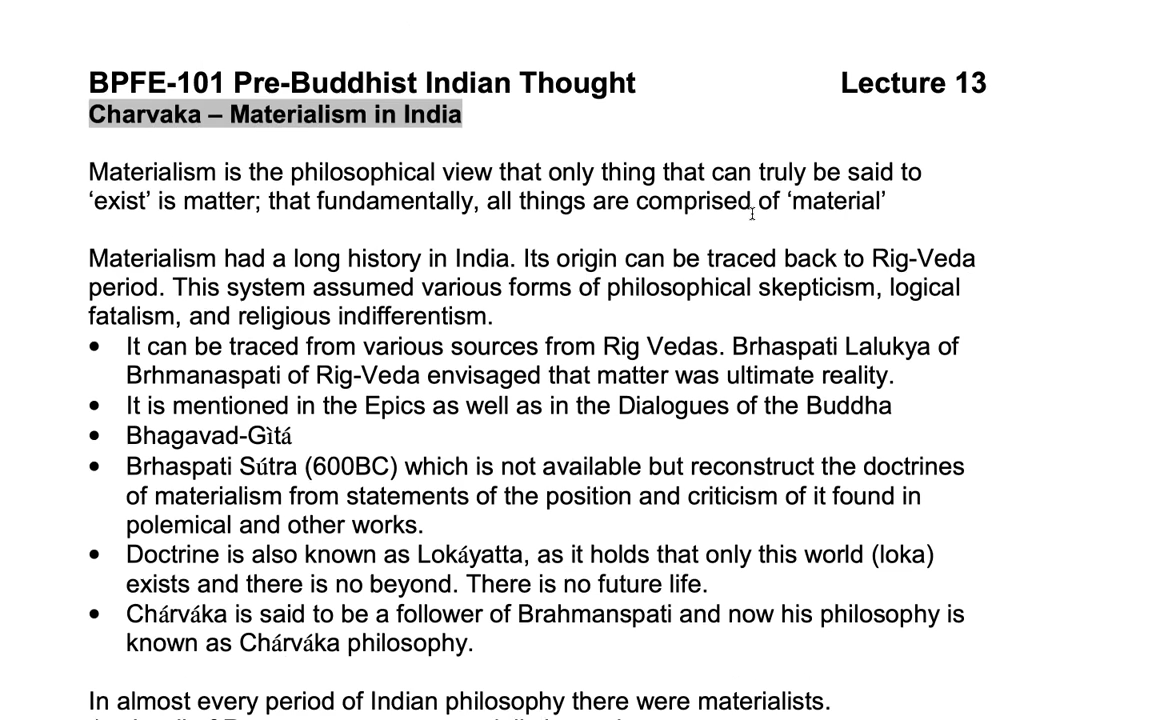 BPFE-101 Pre-Buddhist Indian Thought Lecture 13
Charvaka – Materialism in India
Materialism is the philosophical view that only thing that can truly be said to
‘exist’ is matter; that fundamentally, all things are comprised of ‘material’
Materialism had a long history in India. Its origin can be traced back to Rig-Veda
period. This system assumed various forms of philosophical skepticism, logical
fatalism, and religious indifferentism.
• It can be traced from various sources from Rig Vedas. Brhaspati Lalukya of
Brhmanaspati of Rig-Veda envisaged that matter was ultimate reality.
• It is mentioned in the Epics as well as in the Dialogues of the Buddha
• Bhagavad-Gìtá
• Brhaspati Sútra (600BC) which is not available but reconstruct the doctrines
of materialism from statements of the position and criticism of it found in
polemical and other works.
• Doctrine is also known as Lokáyatta, as it holds that only this world (loka)
exists and there is no beyond. There is no future life.
• Chárváka is said to be a follower of Brahmanspati and now his philosophy is
known as Chárváka philosophy.
In almost every period of Indian philosophy there were materialists.